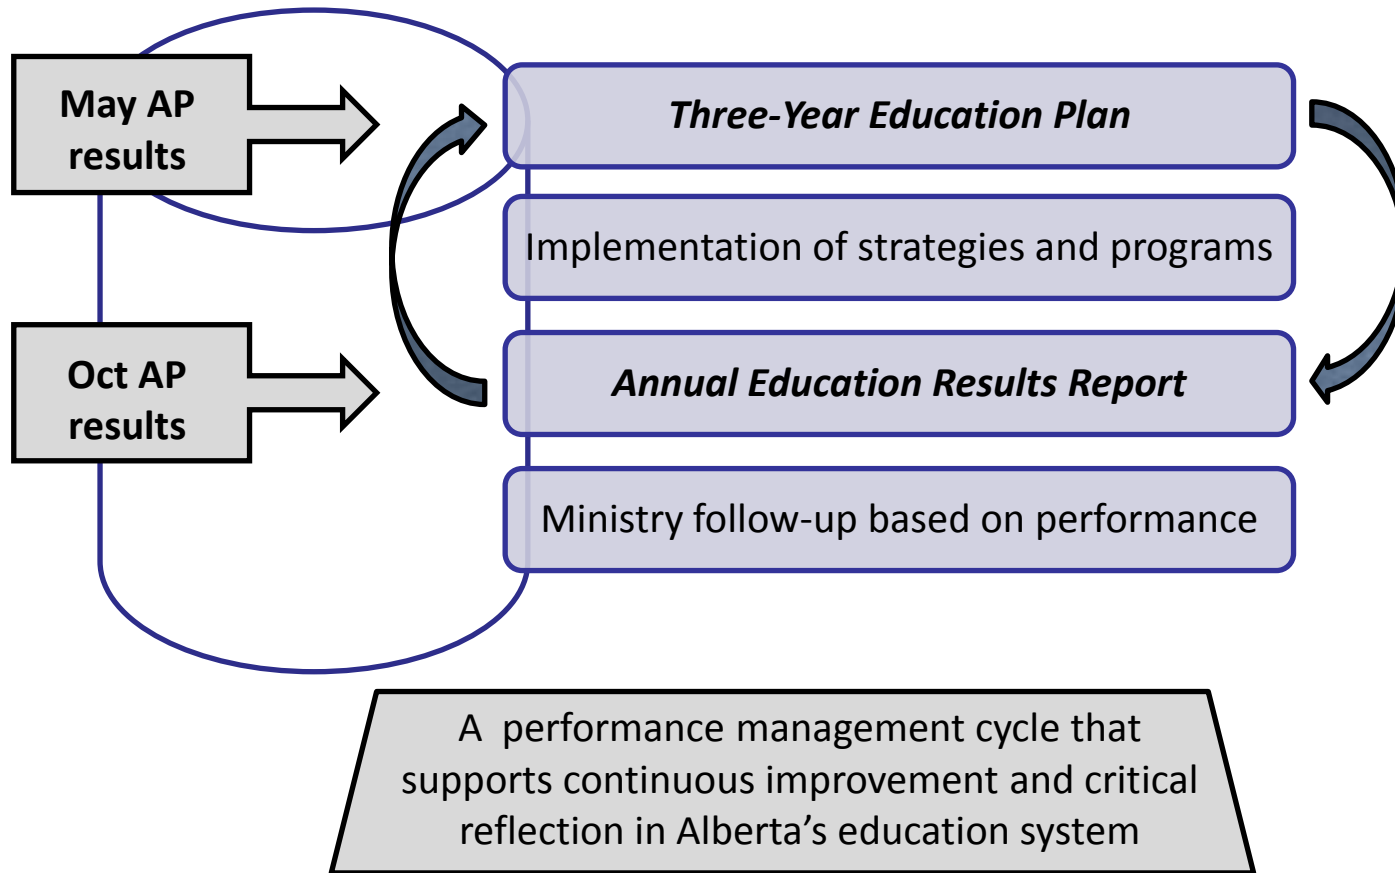 May AP
results
Three-Year Education Plan
Implementation of strategies and programs
Oct AP
results
Annual Education Results Report
Ministry follow-up based on performance
A performance management cycle that
supports continuous improvement and critical
reflection in Alberta's education system